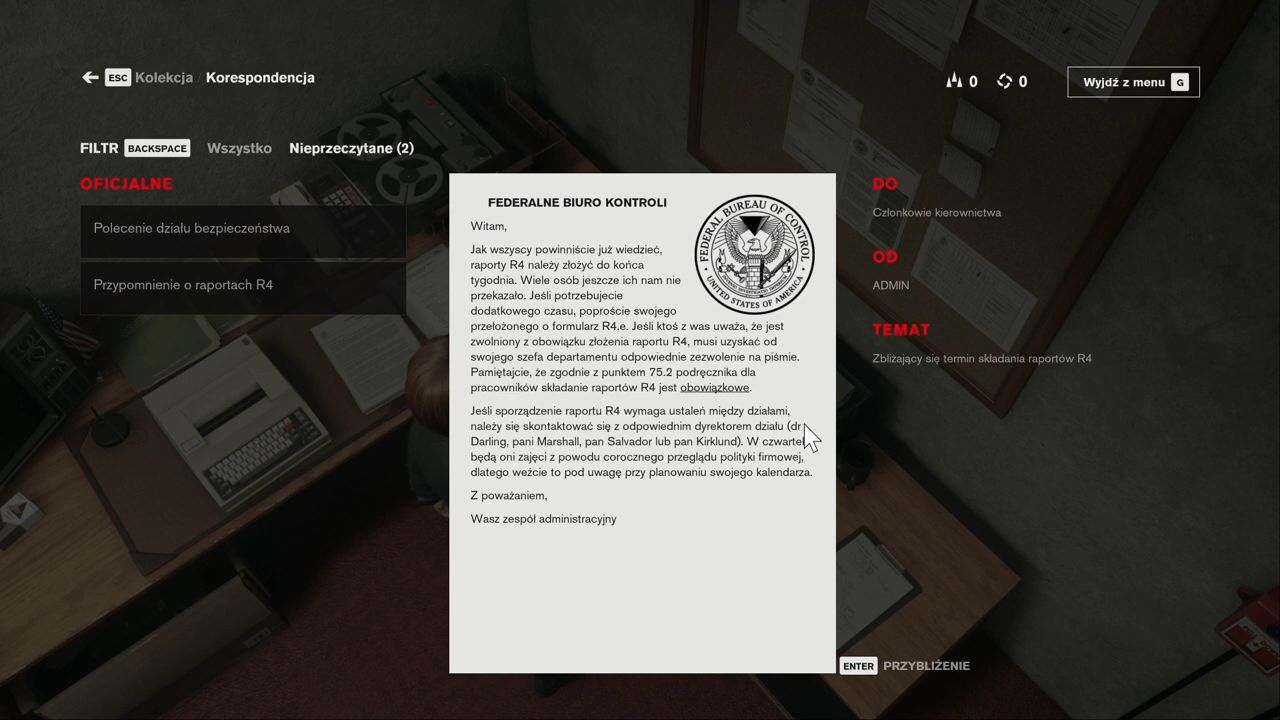 ESC Kolekcja / Korespondencja
0 0 Wyjdź z menu G
FILTR BACKSPACE Wszystko Nieprzeczytane (2)
OFICJALNE
Polecenie działu bezpieczeństwa
Przypomnienie o raportach R4
FEDERALNE BIURO KONTROLI
FEDERAL BUREAU OF CONTROL
UNITED STATES OF AMERICA
Witam,
Jak wszyscy powinniście już wiedzieć,
raporty R4 należy złożyć do końca
tygodnia. Wiele osób jeszcze ich nam nie
przekazało. Jeśli potrzebujecie
dodatkowego czasu, poproście swojego
przełożonego o formularz R4.e. Jeśli ktoś z was uważa, że jest
zwolniony z obowiązku złożenia raportu R4, musi uzyskać od
swojego szefa departamentu odpowiednie zezwolenie na piśmie.
Pamiętajcie, że zgodnie z punktem 75.2 podręcznika dla
pracowników składanie raportów R4 jest obowiązkowe.
Jeśli sporządzenie raportu R4 wymaga ustaleń między działami,
należy się skontaktować się z odpowiednim dyrektorem działu (dr
Darling, pani Marshall, pan Salvador lub pan Kirklund). W czwartek
będą oni zajęci z powodu corocznego przeglądu polityki firmowej,
dlatego weźcie to pod uwagę przy planowaniu swojego kalendarza.
Z poważaniem,
Wasz zespół administracyjny
DO
Członkowie kierownictwa
OD
ADMIN
TEMAT
Zbliżający się termin składania raportów R4
ENTER PRZYBLIŻENIE